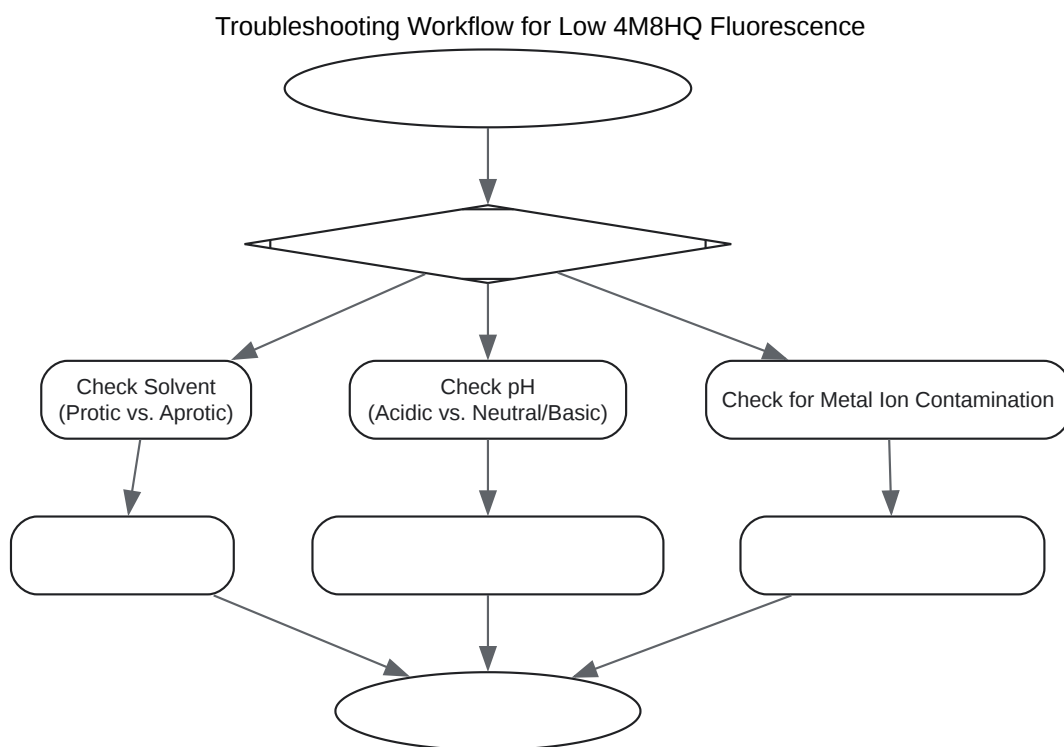 Troubleshooting Workflow for Low 4M8HQ Fluorescence
Check Solvent
(Protic vs. Aprotic)
Check pH
(Acidic vs. Neutral/Basic)
Check for Metal Ion Contamination